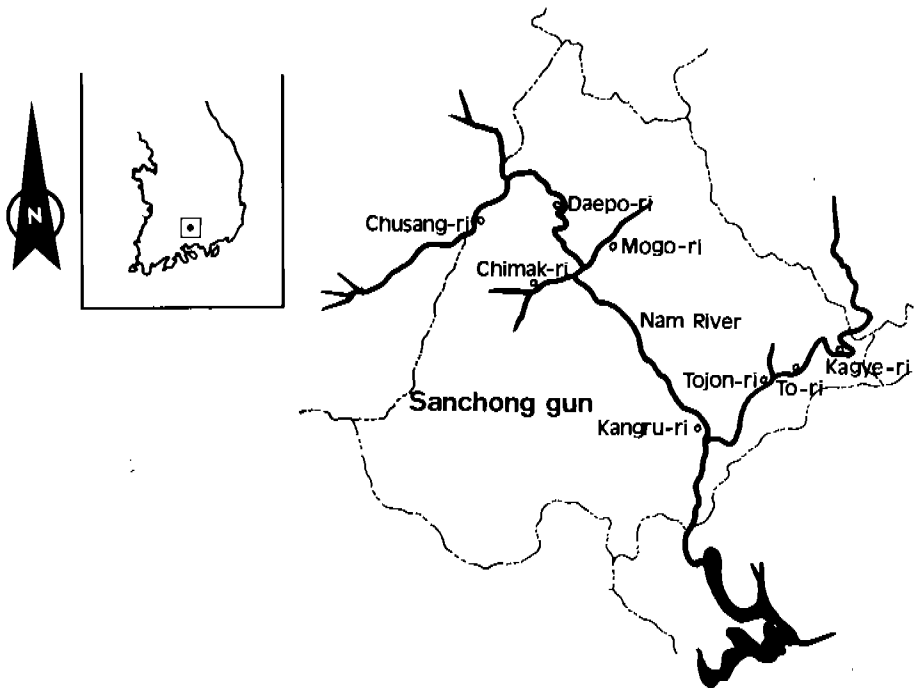 N
Daepo-ri
Chusang-ri
Mogo-ri
Chimak-ri
Nam River
Kagye-ri
Tojon-ri
To-ri
Sanchong gun
Kangru-ri